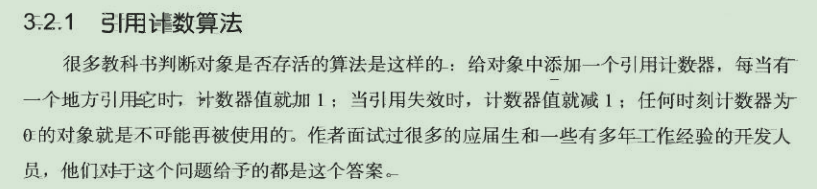 3.2.1 引用计数算法
很多教科书判断对象是否存活的算法是这样的：给对象中添加一个引用计数器，每当有
一个地方引用它时，计数器值就加1；当引用失效时，计数器值就减1；任何时刻计数器为
0的对象就是不可能再被使用的。作者面试过很多的应届生和一些有多年工作经验的开发人
员，他们对于这个问题给予的都是这个答案。